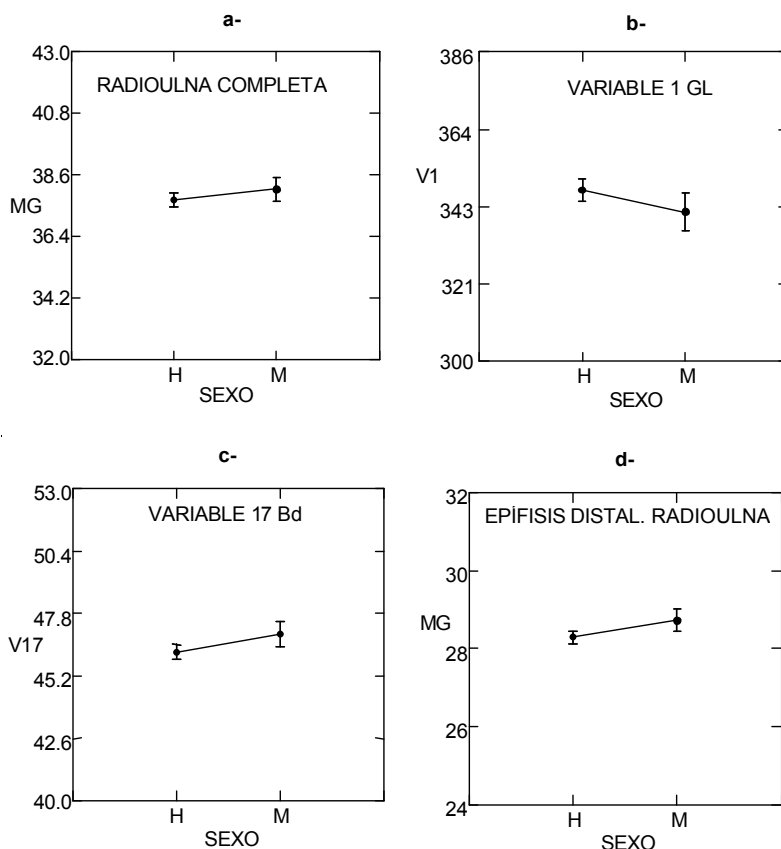 a-
43.0
RADIOULNA COMPLETA
40.8
38.6
MG
36.4
34.2
32.0
H M
SEXO
b-
386
VARIABLE 1 GL
364
V1
343
321
300
H M
SEXO
c-
53.0
VARIABLE 17 Bd
50.4
47.8
V17
45.2
42.6
40.0
H M
SEXO
d-
32
EPÍFISIS DISTAL. RADIOULNA
30
MG
28
26
24
H M
SEXO